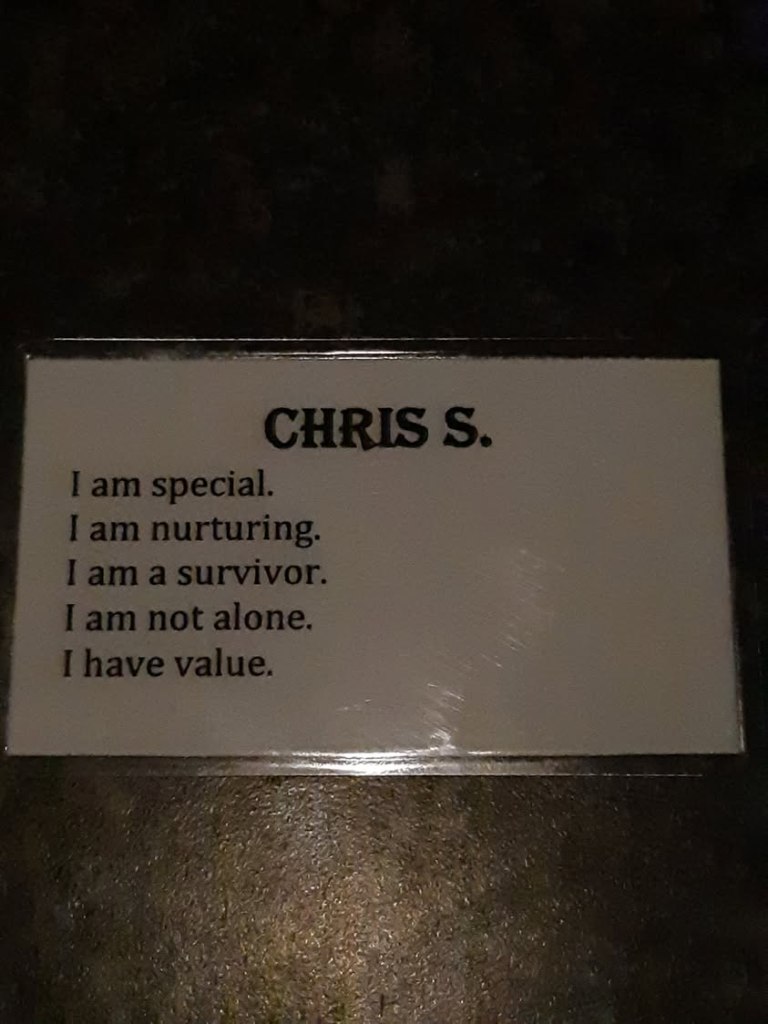 CHRIS S.
I am special.
I am nurturing.
I am a survivor.
I am not alone.
I have value.